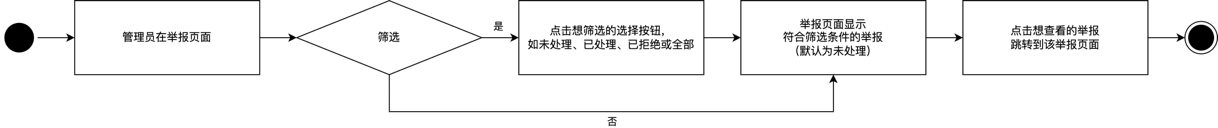 管理员在举报页面
筛选
是
点击想筛选的选择按钮，
如未处理、已处理、已拒绝或全部
举报页面显示
符合筛选条件的举报
（默认为未处理）
点击想查看的举报
跳转到该举报页面
否